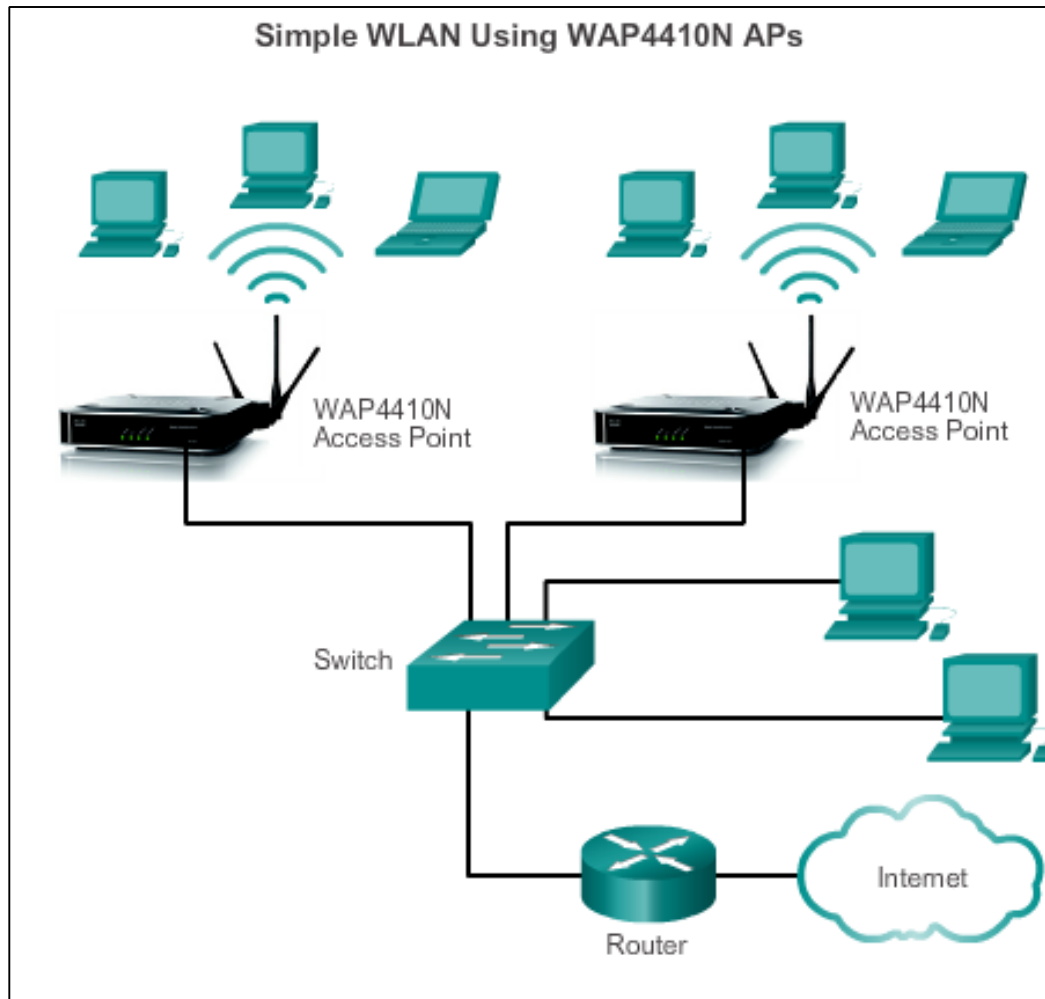 Simple WLAN Using WAP4410N APs
WAP4410N
Access Point
WAP4410N
Access Point
Switch
Internet
Router